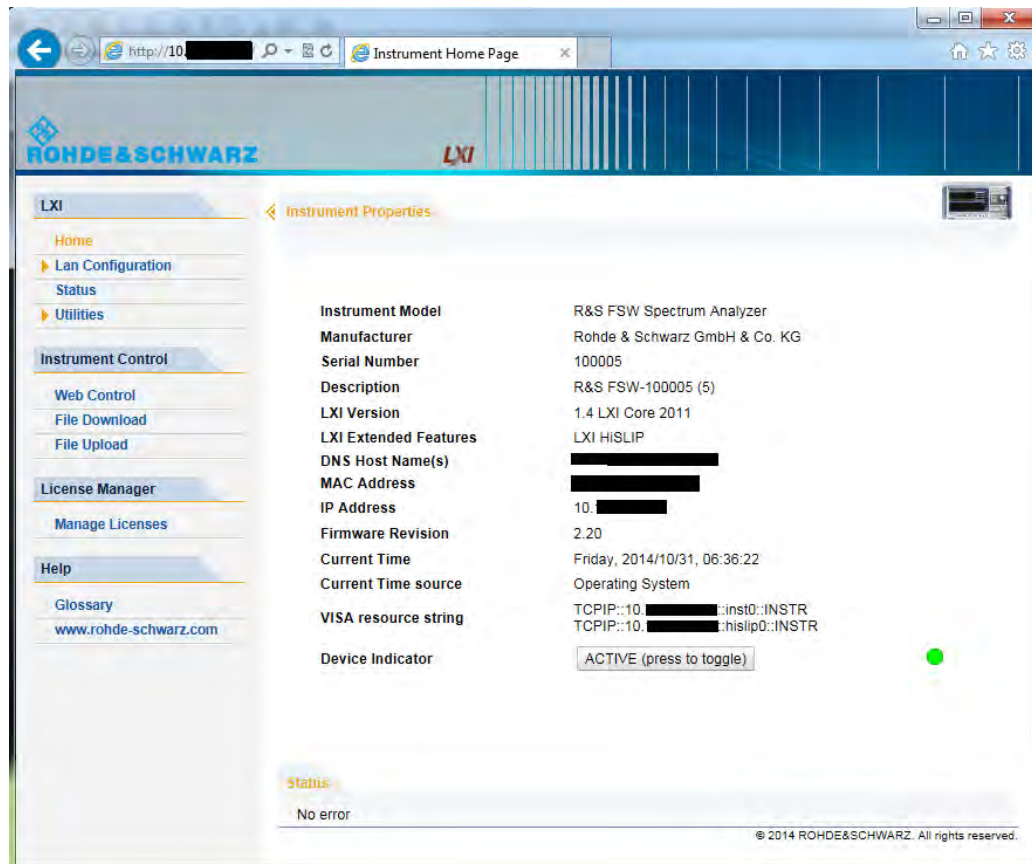 http://10.
Instrument Home Page
ROHDE&SCHWARZ
LXI
LXI
Home
Lan Configuration
Status
Utilities
Instrument Control
Web Control
File Download
File Upload
License Manager
Manage Licenses
Help
Glossary
www.rohde-schwarz.com
Instrument Properties
Instrument Model R&S FSW Spectrum Analyzer
Manufacturer Rohde & Schwarz GmbH & Co. KG
Serial Number 100005
Description R&S FSW-100005 (5)
LXI Version 1.4 LXI Core 2011
LXI Extended Features LXI HiSLIP
DNS Host Name(s)
MAC Address
IP Address 10.
Firmware Revision 2.20
Current Time Friday, 2014/10/31, 06:36:22
Current Time source Operating System
VISA resource string TCPIP::10. ::inst0::INSTR
TCPIP::10. ::hislip0::INSTR
Device Indicator ACTIVE (press to toggle)
Status
No error
© 2014 ROHDE&SCHWARZ. All rights reserved.